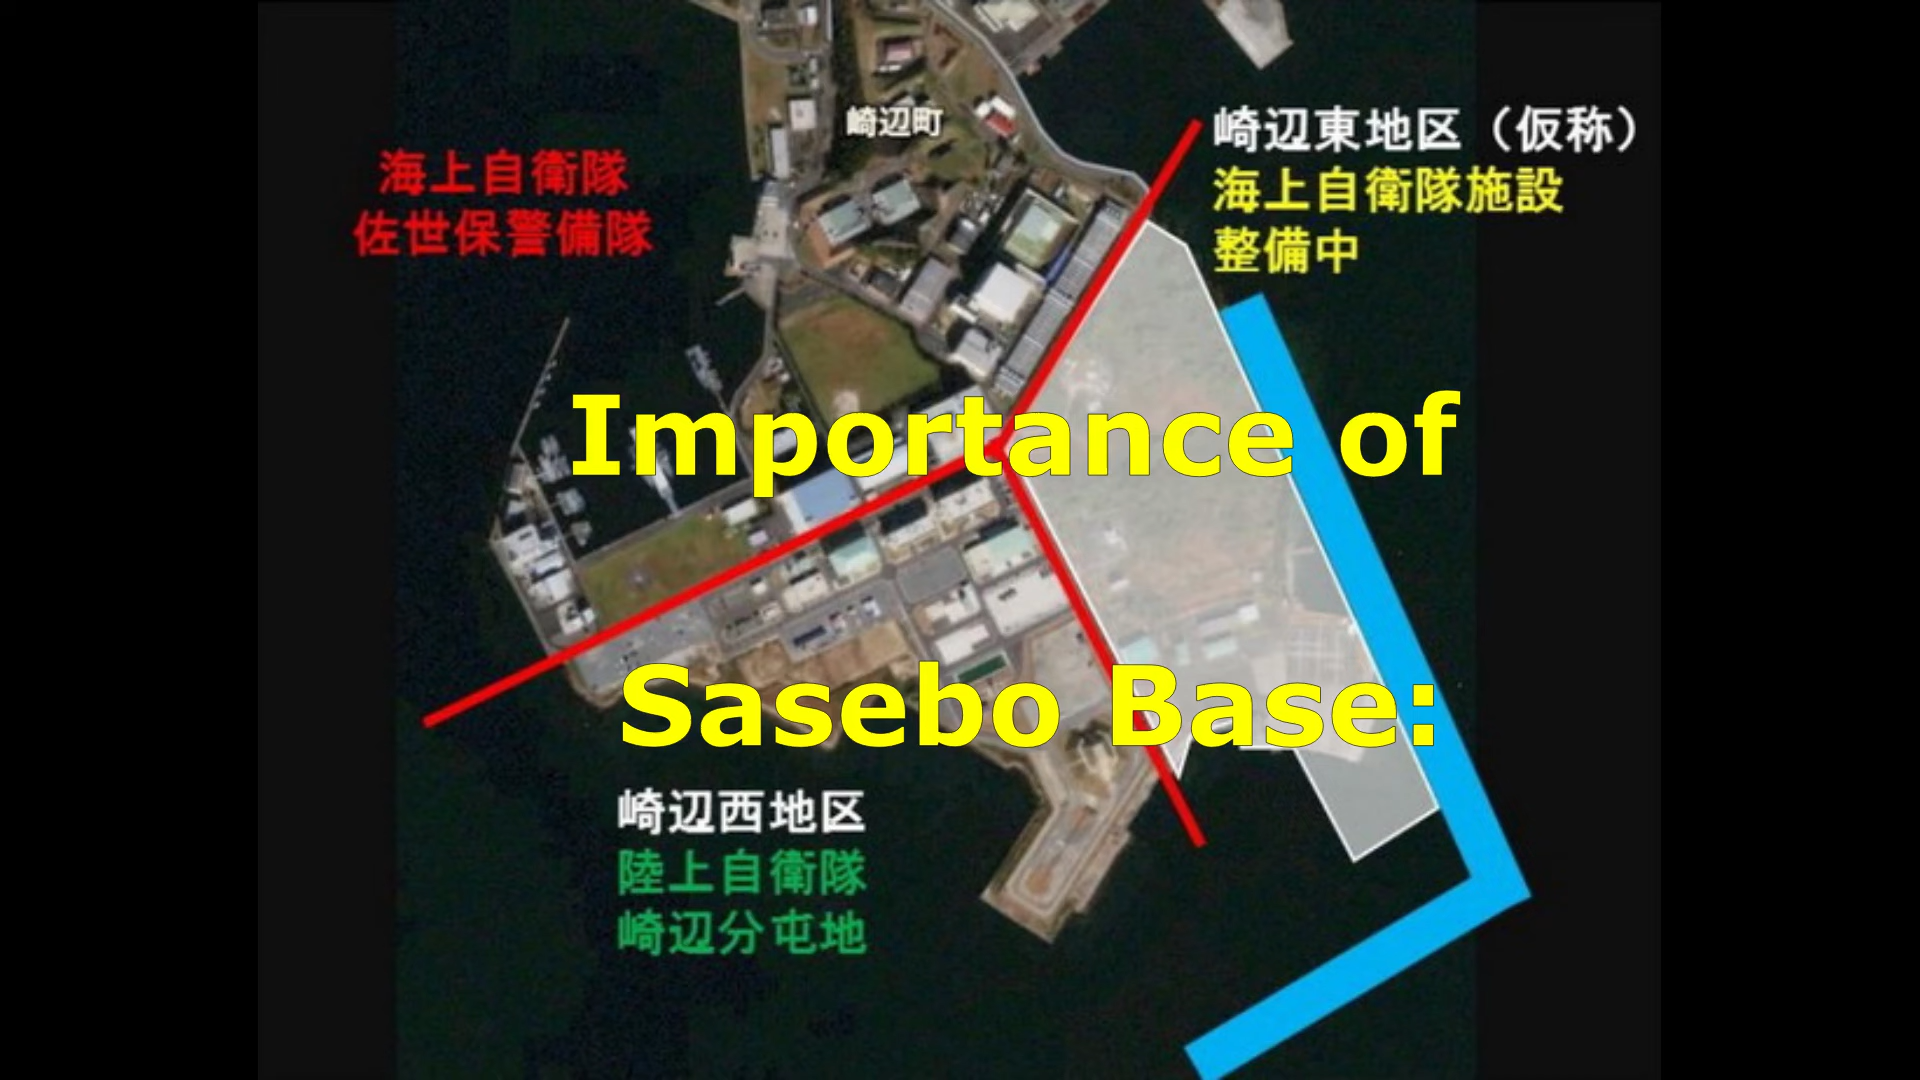 崎辺町
海上自衛隊
佐世保警備隊
崎辺東地区（仮称）
海上自衛隊施設
整備中
Importance of
Sasebo Base:
崎辺西地区
陸上自衛隊
崎辺分屯地